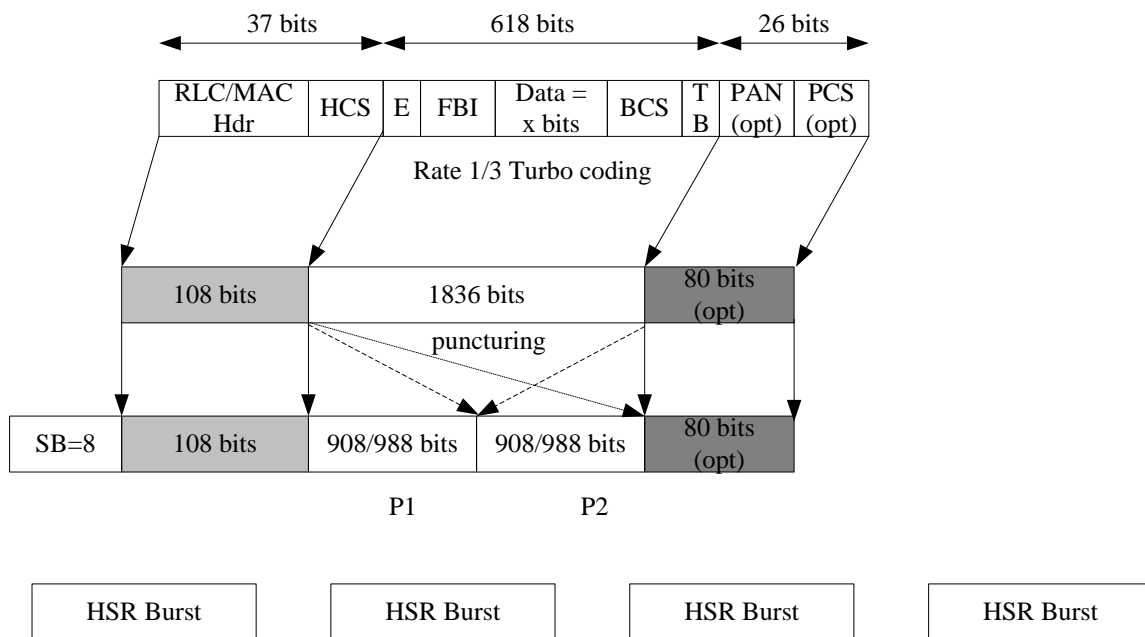 37 bits
618 bits
26 bits
RLC/MAC
Hdr
HCS
E
FBI
Data =
x bits
BCS
T
B
PAN
(opt)
PCS
(opt)
Rate 1/3 Turbo coding
108 bits
1836 bits
80 bits
(opt)
puncturing
SB=8
108 bits
908/988 bits
908/988 bits
80 bits
(opt)
P1
P2
HSR Burst
HSR Burst
HSR Burst
HSR Burst